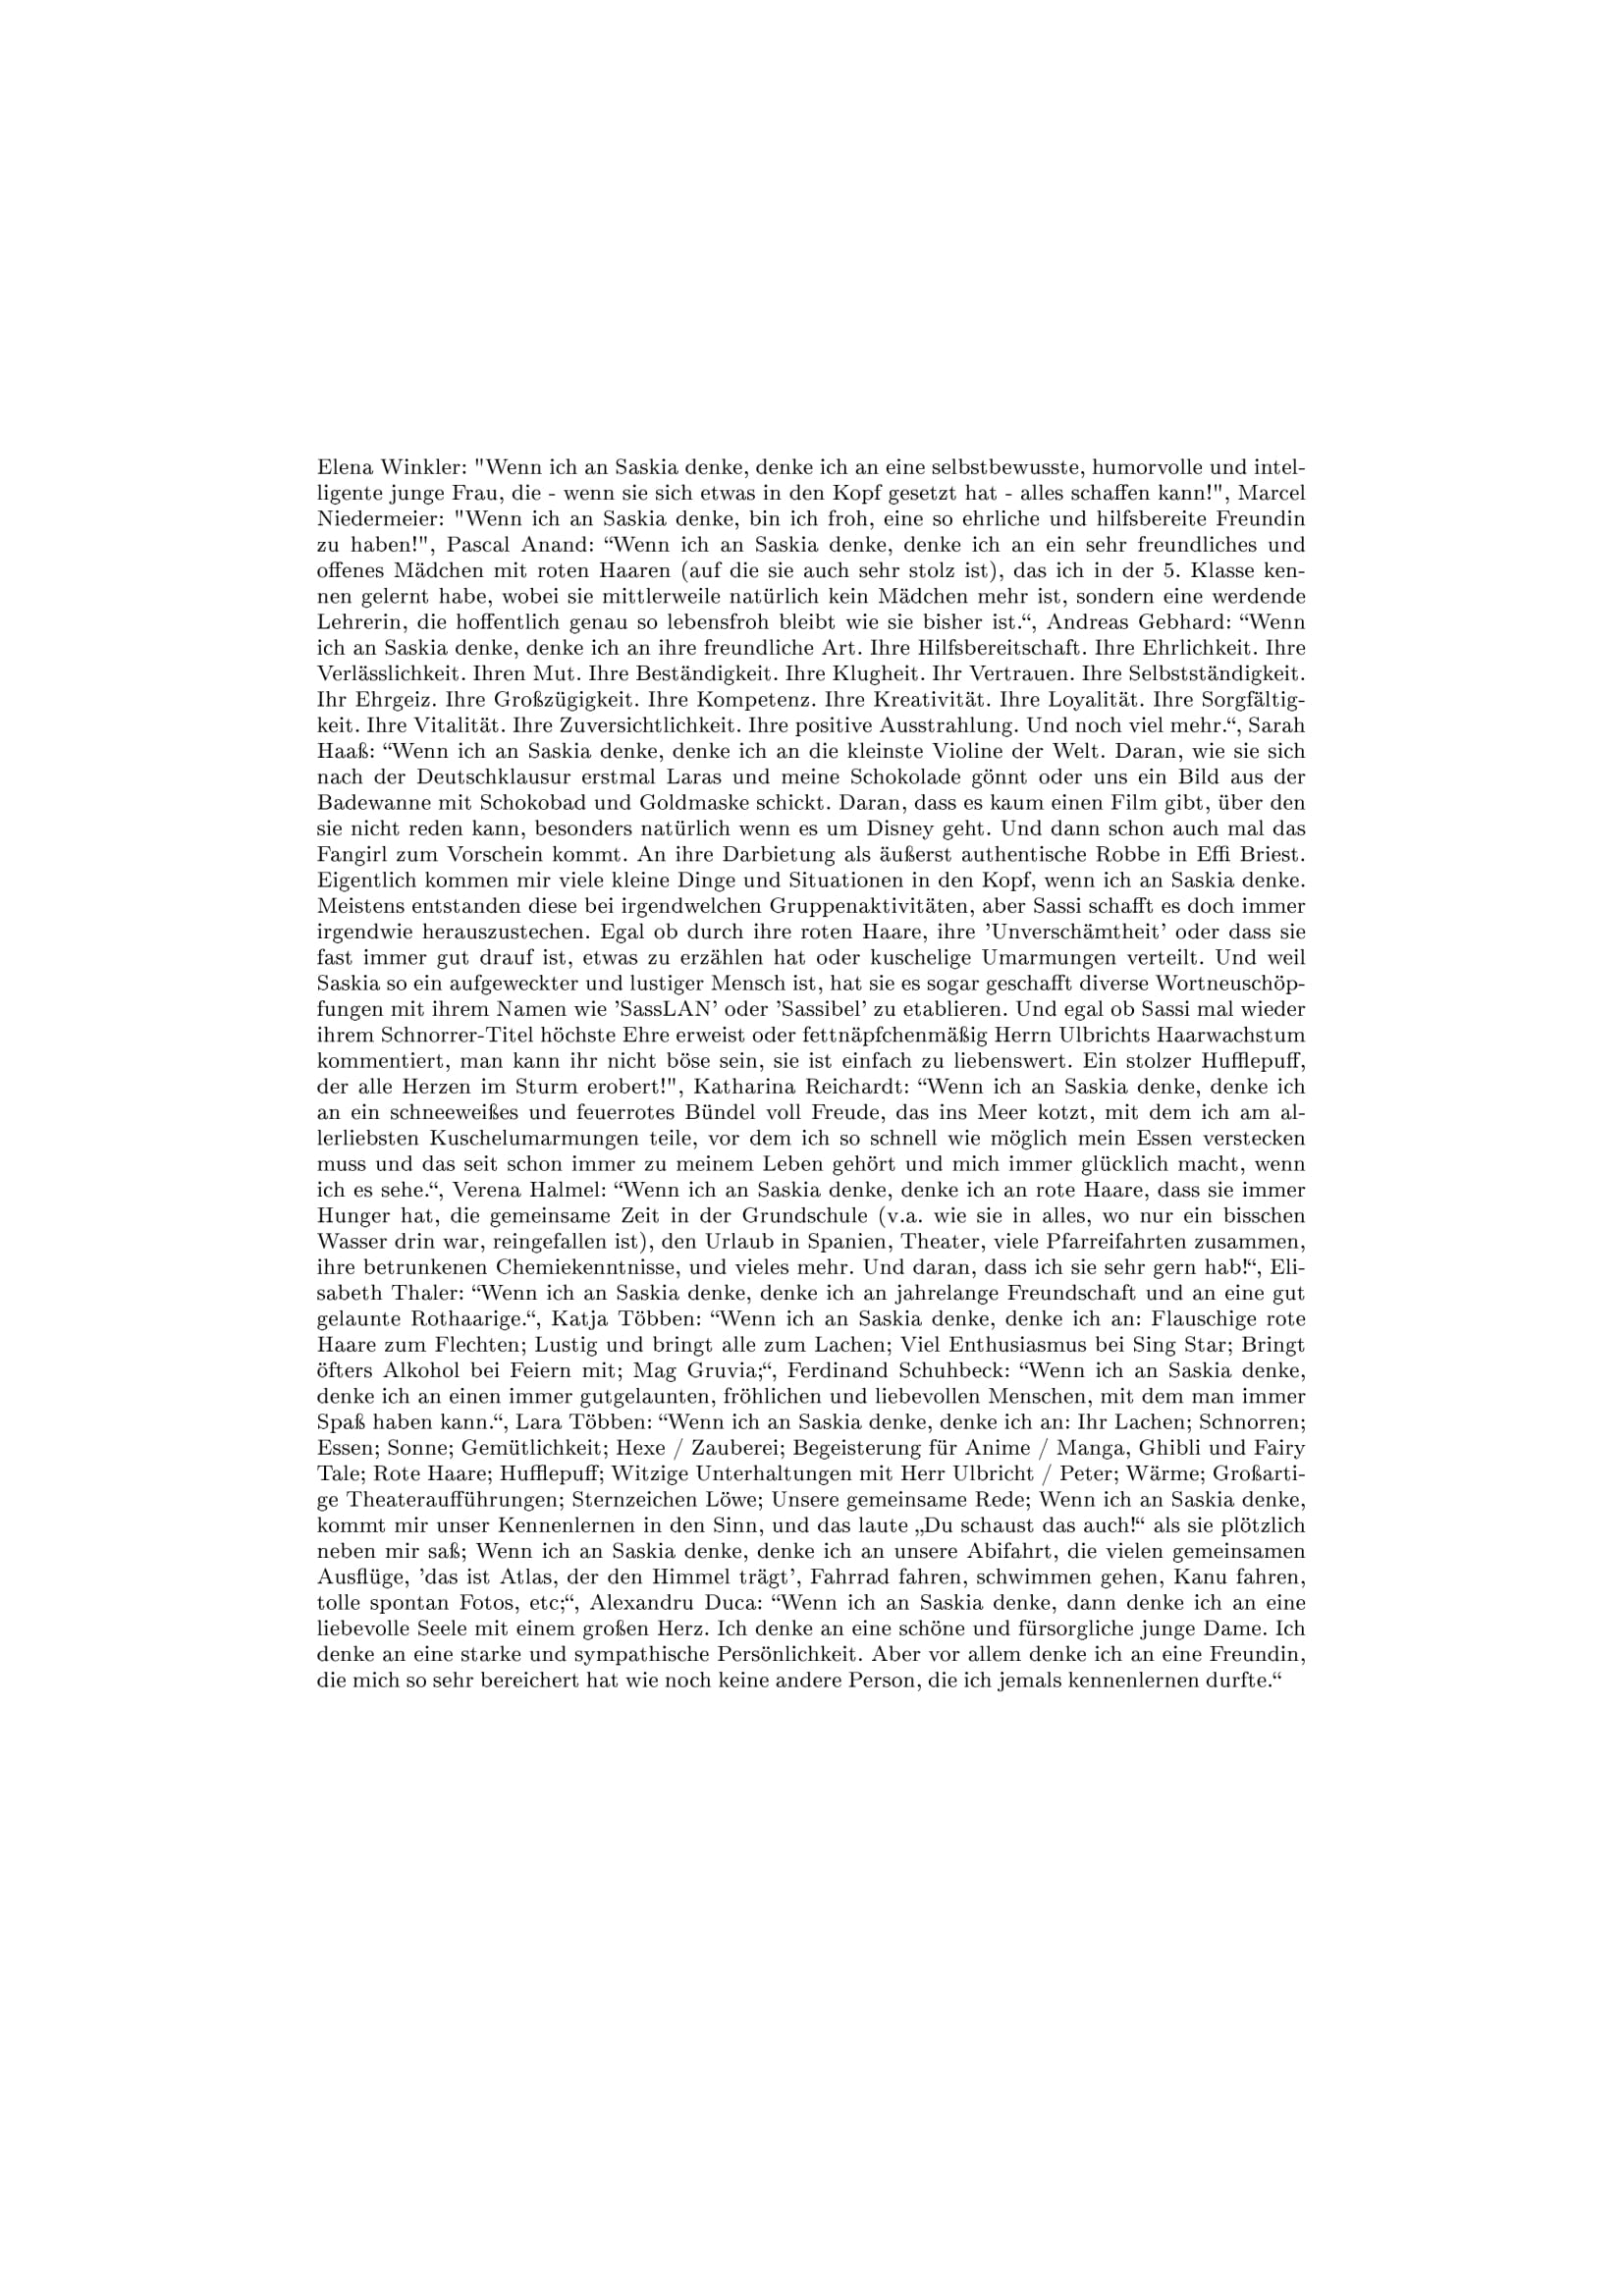 Elena Winkler: "Wenn ich an Saskia denke, denke ich an eine selbstbewusste, humorvolle und intel-
ligente junge Frau, die - wenn sie sich etwas in den Kopf gesetzt hat - alles schaffen kann!", Marcel
Niedermeier: "Wenn ich an Saskia denke, bin ich froh, eine so ehrliche und hilfsbereite Freundin
zu haben!", Pascal Anand: “Wenn ich an Saskia denke, denke ich an ein sehr freundliches und
offenes Mädchen mit roten Haaren (auf die sie auch sehr stolz ist), das ich in der 5. Klasse ken-
nen gelernt habe, wobei sie mittlerweile natürlich kein Mädchen mehr ist, sondern eine werdende
Lehrerin, die hoffentlich genau so lebensfroh bleibt wie sie bisher ist.“, Andreas Gebhard: “Wenn
ich an Saskia denke, denke ich an ihre freundliche Art. Ihre Hilfsbereitschaft. Ihre Ehrlichkeit. Ihre
Verlässlichkeit. Ihren Mut. Ihre Beständigkeit. Ihre Klugheit. Ihr Vertrauen. Ihre Selbstständigkeit.
Ihr Ehrgeiz. Ihre Großzügigkeit. Ihre Kompetenz. Ihre Kreativität. Ihre Loyalität. Ihre Sorgfältig-
keit. Ihre Vitalität. Ihre Zuversichtlichkeit. Ihre positive Ausstrahlung. Und noch viel mehr.“, Sarah
Haaß: “Wenn ich an Saskia denke, denke ich an die kleinste Violine der Welt. Daran, wie sie sich
nach der Deutschklausur erstmal Laras und meine Schokolade gönnt oder uns ein Bild aus der
Badewanne mit Schokobad und Goldmaske schickt. Daran, dass es kaum einen Film gibt, über den
sie nicht reden kann, besonders natürlich wenn es um Disney geht. Und dann schon auch mal das
Fangirl zum Vorschein kommt. An ihre Darbietung als äußerst authentische Robbe in Effi Briest.
Eigentlich kommen mir viele kleine Dinge und Situationen in den Kopf, wenn ich an Saskia denke.
Meistens entstanden diese bei irgendwelchen Gruppenaktivitäten, aber Sassi schafft es doch immer
irgendwie herauszustechen. Egal ob durch ihre roten Haare, ihre ’Unverschämtheit’ oder dass sie
fast immer gut drauf ist, etwas zu erzählen hat oder kuschelige Umarmungen verteilt. Und weil
Saskia so ein aufgeweckter und lustiger Mensch ist, hat sie es sogar geschafft diverse Wortneuschöp-
fungen mit ihrem Namen wie ’SassLAN’ oder ’Sassibel’ zu etablieren. Und egal ob Sassi mal wieder
ihrem Schnorrer-Titel höchste Ehre erweist oder fettnäpfchenmäßig Herrn Ulbrichts Haarwachstum
kommentiert, man kann ihr nicht böse sein, sie ist einfach zu liebenswert. Ein stolzer Hufflepuff,
der alle Herzen im Sturm erobert!", Katharina Reichardt: “Wenn ich an Saskia denke, denke ich
an ein schneeweißes und feuerrotes Bündel voll Freude, das ins Meer kotzt, mit dem ich am al-
lerliebsten Kuschelumarmungen teile, vor dem ich so schnell wie möglich mein Essen verstecken
muss und das seit schon immer zu meinem Leben gehört und mich immer glücklich macht, wenn
ich es sehe.“, Verena Halmel: “Wenn ich an Saskia denke, denke ich an rote Haare, dass sie immer
Hunger hat, die gemeinsame Zeit in der Grundschule (v.a. wie sie in alles, wo nur ein bisschen
Wasser drin war, reingefallen ist), den Urlaub in Spanien, Theater, viele Pfarreifahrten zusammen,
ihre betrunkenen Chemiekenntnisse, und vieles mehr. Und daran, dass ich sie sehr gern hab!“, Eli-
sabeth Thaler: “Wenn ich an Saskia denke, denke ich an jahrelange Freundschaft und an eine gut
gelaunte Rothaarige.“, Katja Többen: “Wenn ich an Saskia denke, denke ich an: Flauschige rote
Haare zum Flechten; Lustig und bringt alle zum Lachen; Viel Enthusiasmus bei Sing Star; Bringt
öfters Alkohol bei Feiern mit; Mag Gruvia;“, Ferdinand Schuhbeck: “Wenn ich an Saskia denke,
denke ich an einen immer gutgelaunten, fröhlichen und liebevollen Menschen, mit dem man immer
Spaß haben kann.“, Lara Többen: “Wenn ich an Saskia denke, denke ich an: Ihr Lachen; Schnorren;
Essen; Sonne; Gemütlichkeit; Hexe / Zauberei; Begeisterung für Anime / Manga, Ghibli und Fairy
Tale; Rote Haare; Hufflepuff; Witzige Unterhaltungen mit Herr Ulbricht / Peter; Wärme; Großarti-
ge Theateraufführungen; Sternzeichen Löwe; Unsere gemeinsame Rede; Wenn ich an Saskia denke,
kommt mir unser Kennenlernen in den Sinn, und das laute „Du schaust das auch!“ als sie plötzlich
neben mir saß; Wenn ich an Saskia denke, denke ich an unsere Abifahrt, die vielen gemeinsamen
Ausflüge, ’das ist Atlas, der den Himmel trägt’, Fahrrad fahren, schwimmen gehen, Kanu fahren,
tolle spontan Fotos, etc;“, Alexandru Duca: “Wenn ich an Saskia denke, dann denke ich an eine
liebevolle Seele mit einem großen Herz. Ich denke an eine schöne und fürsorgliche junge Dame. Ich
denke an eine starke und sympathische Persönlichkeit. Aber vor allem denke ich an eine Freundin,
die mich so sehr bereichert hat wie noch keine andere Person, die ich jemals kennenlernen durfte.“